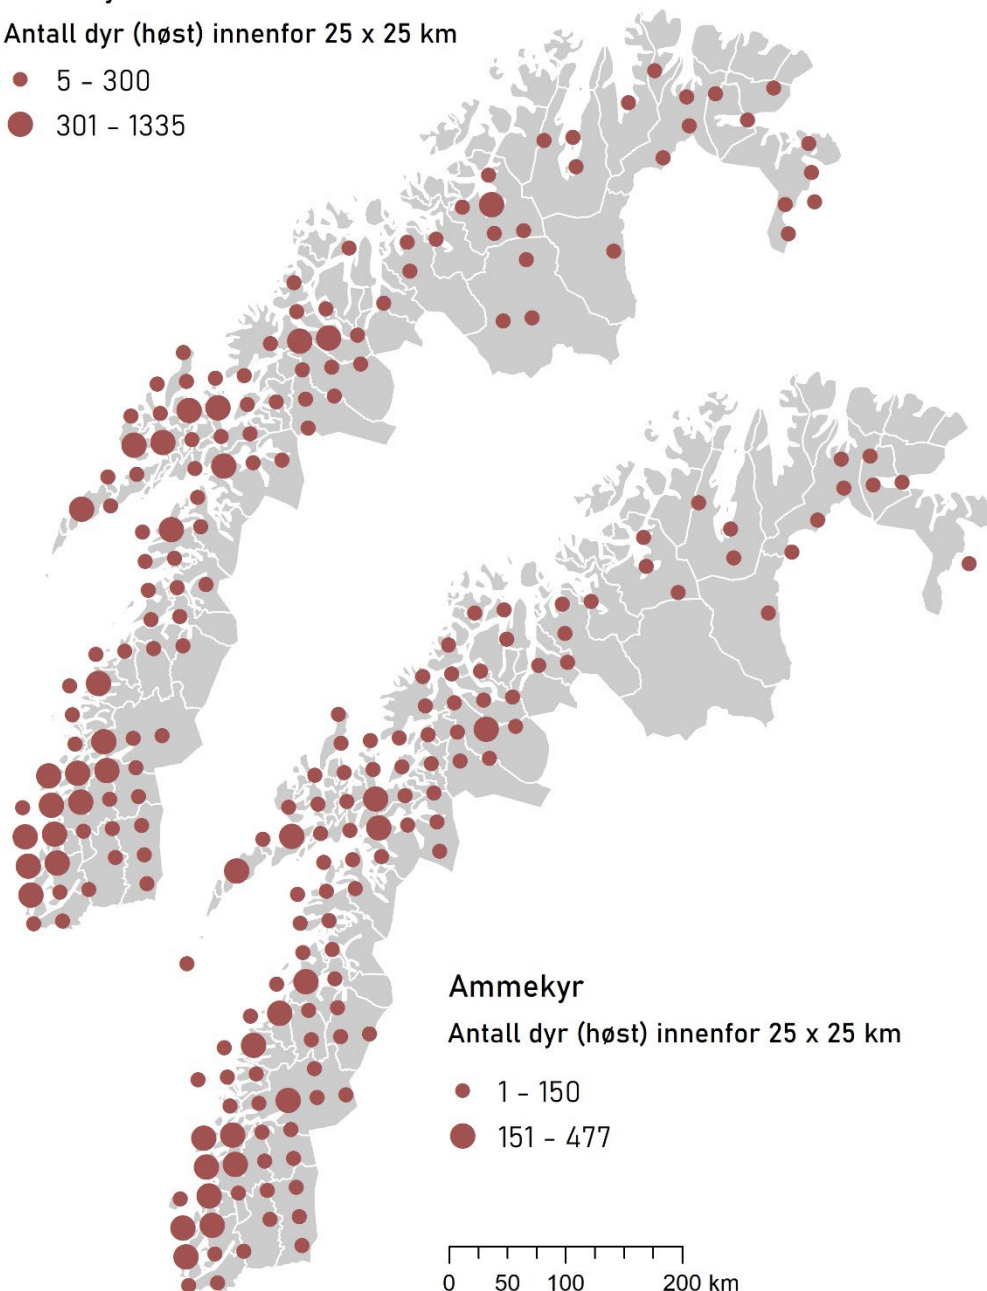 Antall dyr (høst) innenfor 25 x 25 km
5 - 300
301 - 1335
Ammekyr
Antall dyr (høst) innenfor 25 x 25 km
1 - 150
151 - 477
0 50 100 200 km